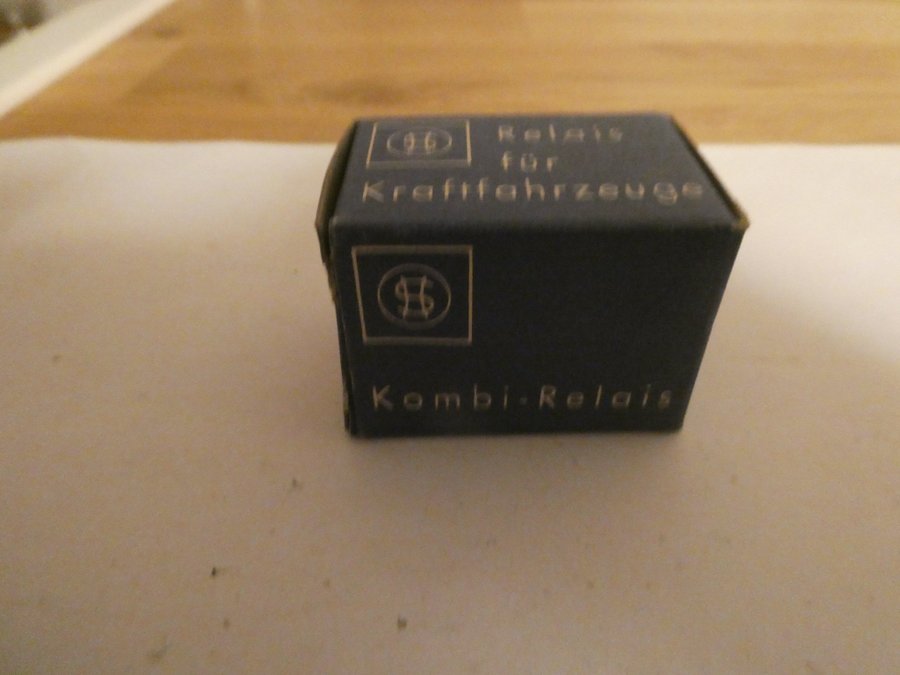 Relais
für
Kraftfahrzeuge
Kombi-Relais